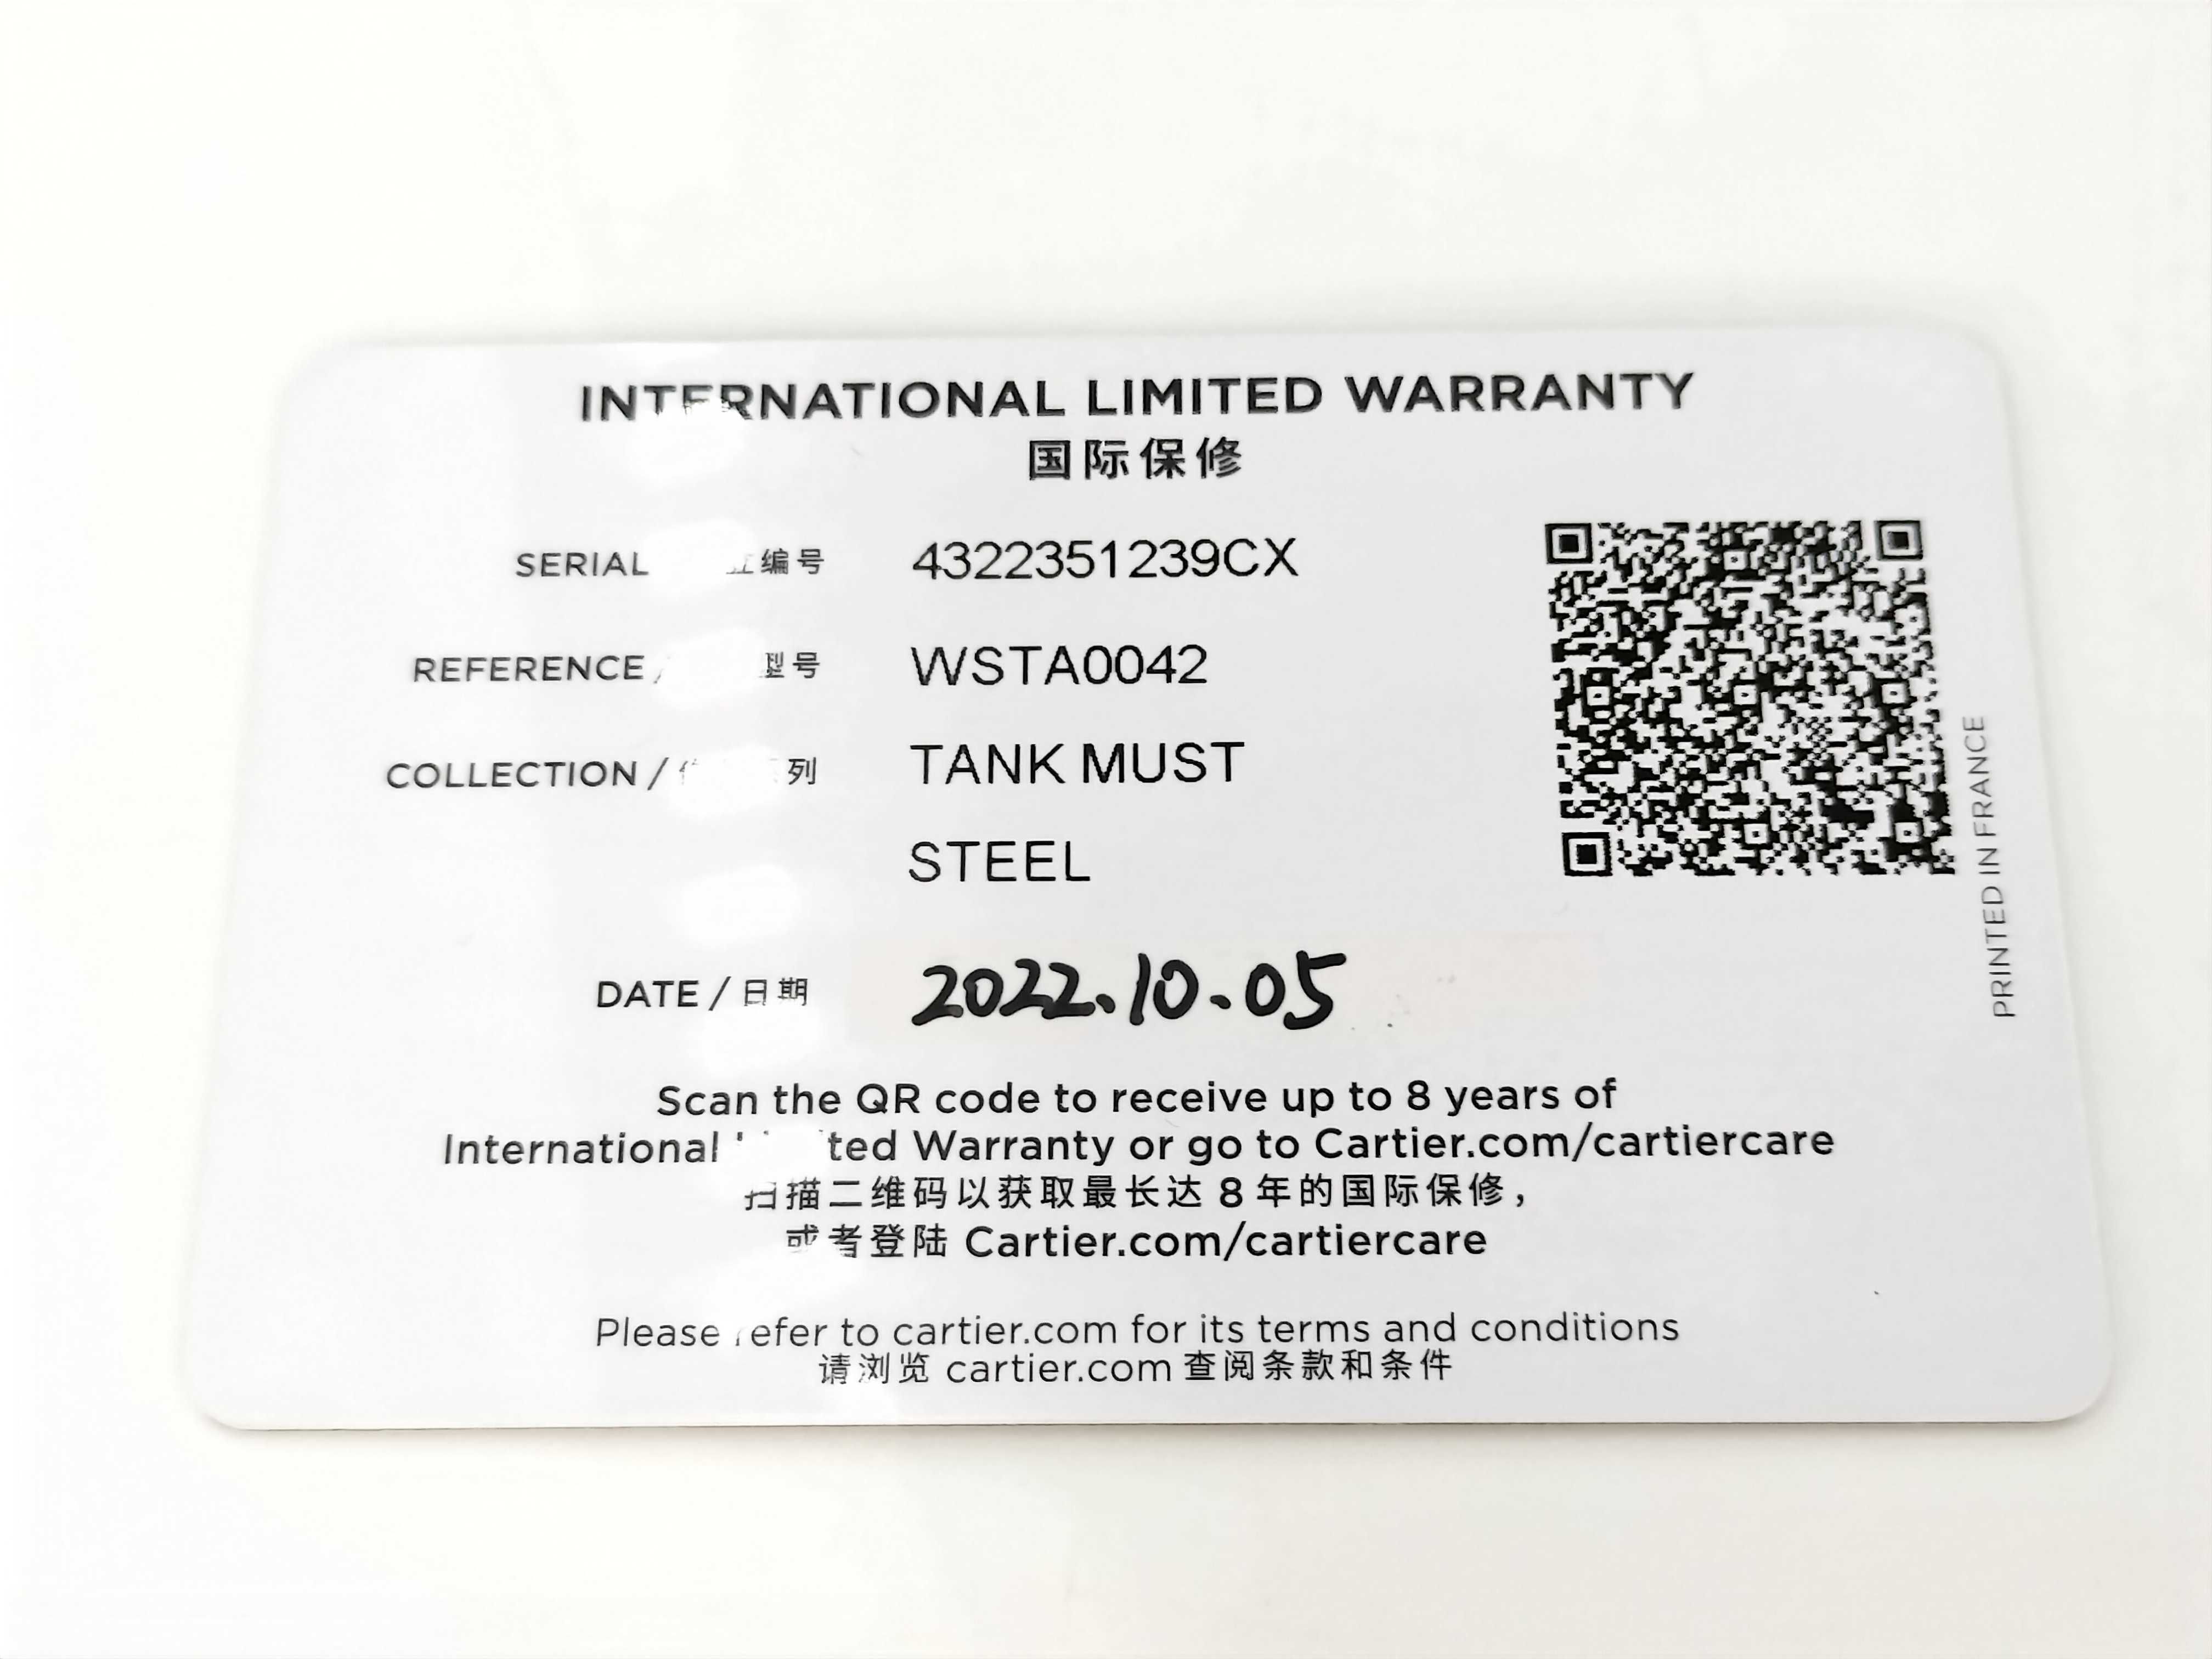 INTERNATIONAL LIMITED WARRANTY
国际保修
SERIAL 编号 4322351239CX
REFERENCE / 型号 WSTA0042
COLLECTION / 列 TANK MUST
STEEL
DATE / 日期 2022.10.05
PRINTED IN FRANCE
Scan the QR code to receive up to 8 years of
International ted Warranty or go to Cartier.com/cartiercare
扫描二维码以获取最长达 8 年的国际保修，
或者登陆 Cartier.com/cartiercare
Please refer to cartier.com for its terms and conditions
请浏览 cartier.com 查阅条款和条件